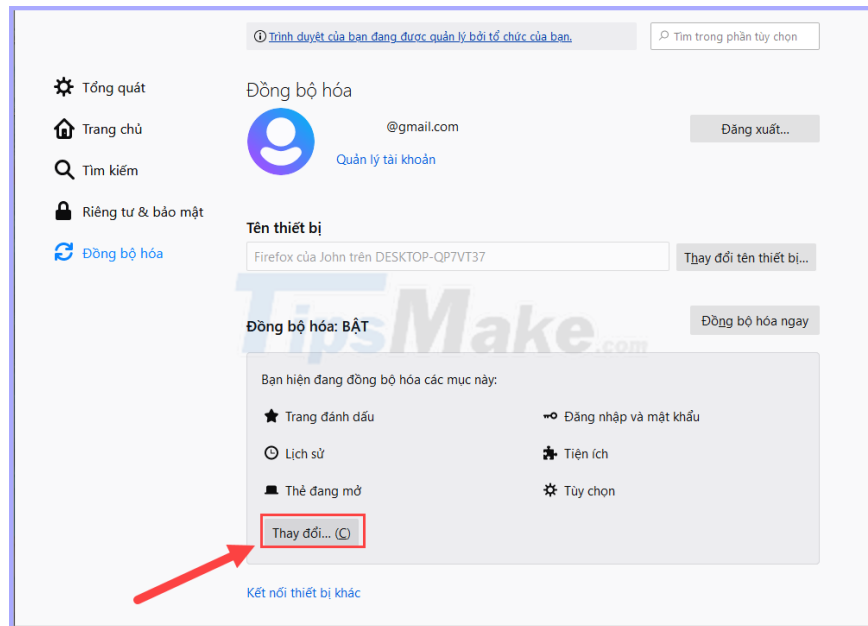 Trình duyệt của bạn đang được quản lý bởi tổ chức của bạn.
Tìm trong phần tùy chọn
Tổng quát
Trang chủ
Tìm kiếm
Riêng tư & bảo mật
Đồng bộ hóa
Đồng bộ hóa
@gmail.com
Đăng xuất...
Quản lý tài khoản
Tên thiết bị
Firefox của John trên DESKTOP-QP7VT37
Thay đổi tên thiết bị...
Đồng bộ hóa: BẬT
Đồng bộ hóa ngay
TipsMake.com
Bạn hiện đang đồng bộ hóa các mục này:
Trang đánh dấu
Đăng nhập và mật khẩu
Lịch sử
Tiện ích
Thẻ đang mở
Tùy chọn
Thay đổi... (C)
Kết nối thiết bị khác